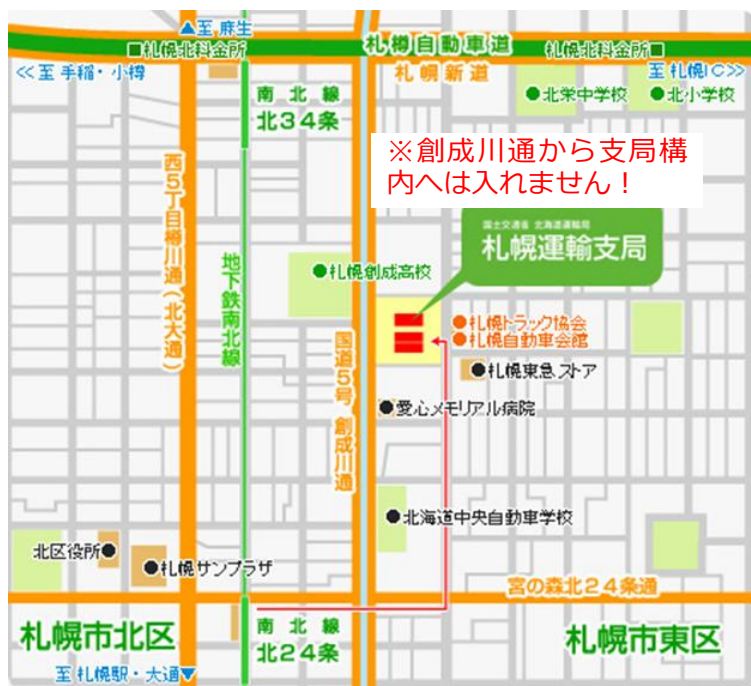 ▲至 麻生
■札幌北料金所
札樽自動車道
札幌北料金所■
≪至 手稲・小樽
札幌新道
至 札幌IC≫
南北線
北34条
●北栄中学校
●北小学校
※創成川通から支局構
内へは入れません！
国土交通省 北海道運輸局
札幌運輸支局
西5丁目樽川通(北大通)
地下鉄南北線
●札幌創成高校
国道5号 創成川通
●札幌トラック協会
●札幌自動車会館
●札幌東急ストア
●愛心メモリアル病院
●北海道中央自動車学校
北区役所●
●札幌サンプラザ
宮の森北24条通
札幌市北区
南北線
北24条
札幌市東区
至 札幌駅・大通▼